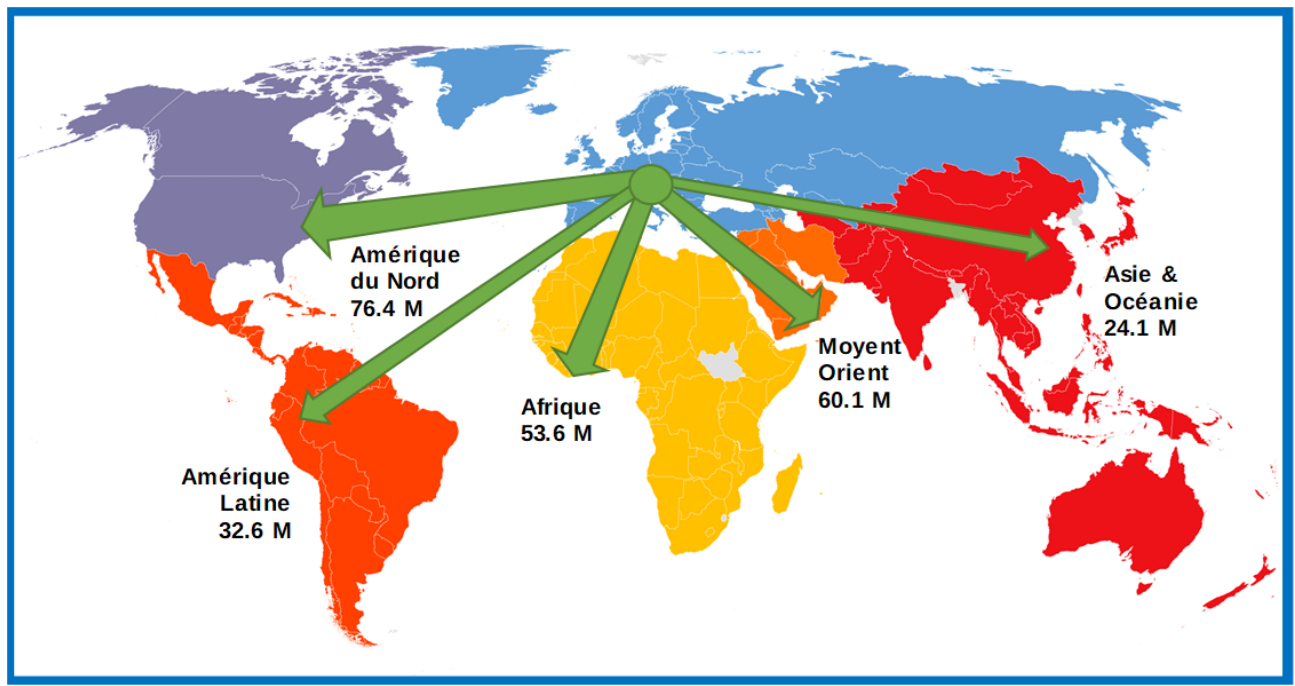 Amérique
du Nord
76.4 M
Asie &
Océanie
24.1 M
Moyent
Orient
60.1 M
Afrique
53.6 M
Amérique
Latine
32.6 M